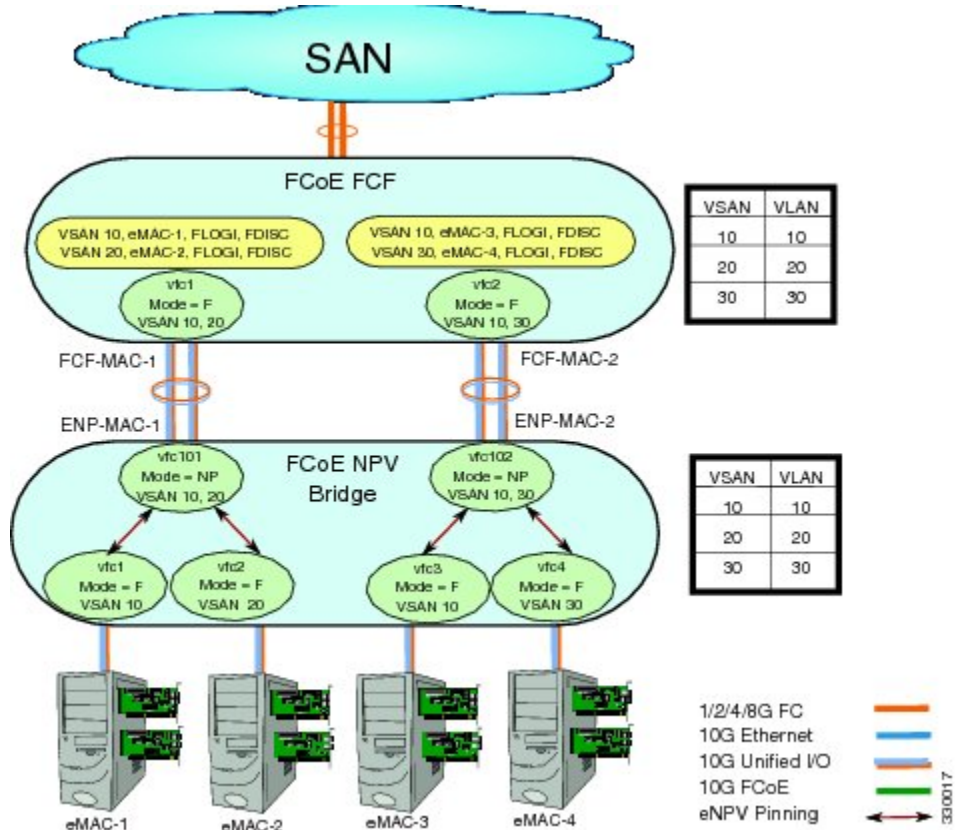 SAN
FCoE FCF
VSAN 10, eMAC-1, FLOGI, FDISC
VSAN 20, eMAC-2, FLOGI, FDISC
VSAN 10, eMAC-3, FLOGI, FDISC
VSAN 30, eMAC-4, FLOGI, FDISC
vfc1
Mode = F
VSAN 10, 20
vfc2
Mode = F
VSAN 10, 30
VSAN VLAN
10 10
20 20
30 30
FCF-MAC-1
FCF-MAC-2
ENP-MAC-1
ENP-MAC-2
FCoE NPV
Bridge
vfc101
Mode = NP
VSAN 10, 20
vfc102
Mode = NP
VSAN 10, 30
vfc1
Mode = F
VSAN 10
vfc2
Mode = F
VSAN 20
vfc3
Mode = F
VSAN 10
vfc4
Mode = F
VSAN 30
VSAN VLAN
10 10
20 20
30 30
eMAC-1
eMAC-2
eMAC-3
eMAC-4
1/2/4/8G FC
10G Ethernet
10G Unified I/O
10G FCoE
eNPV Pinning
330017